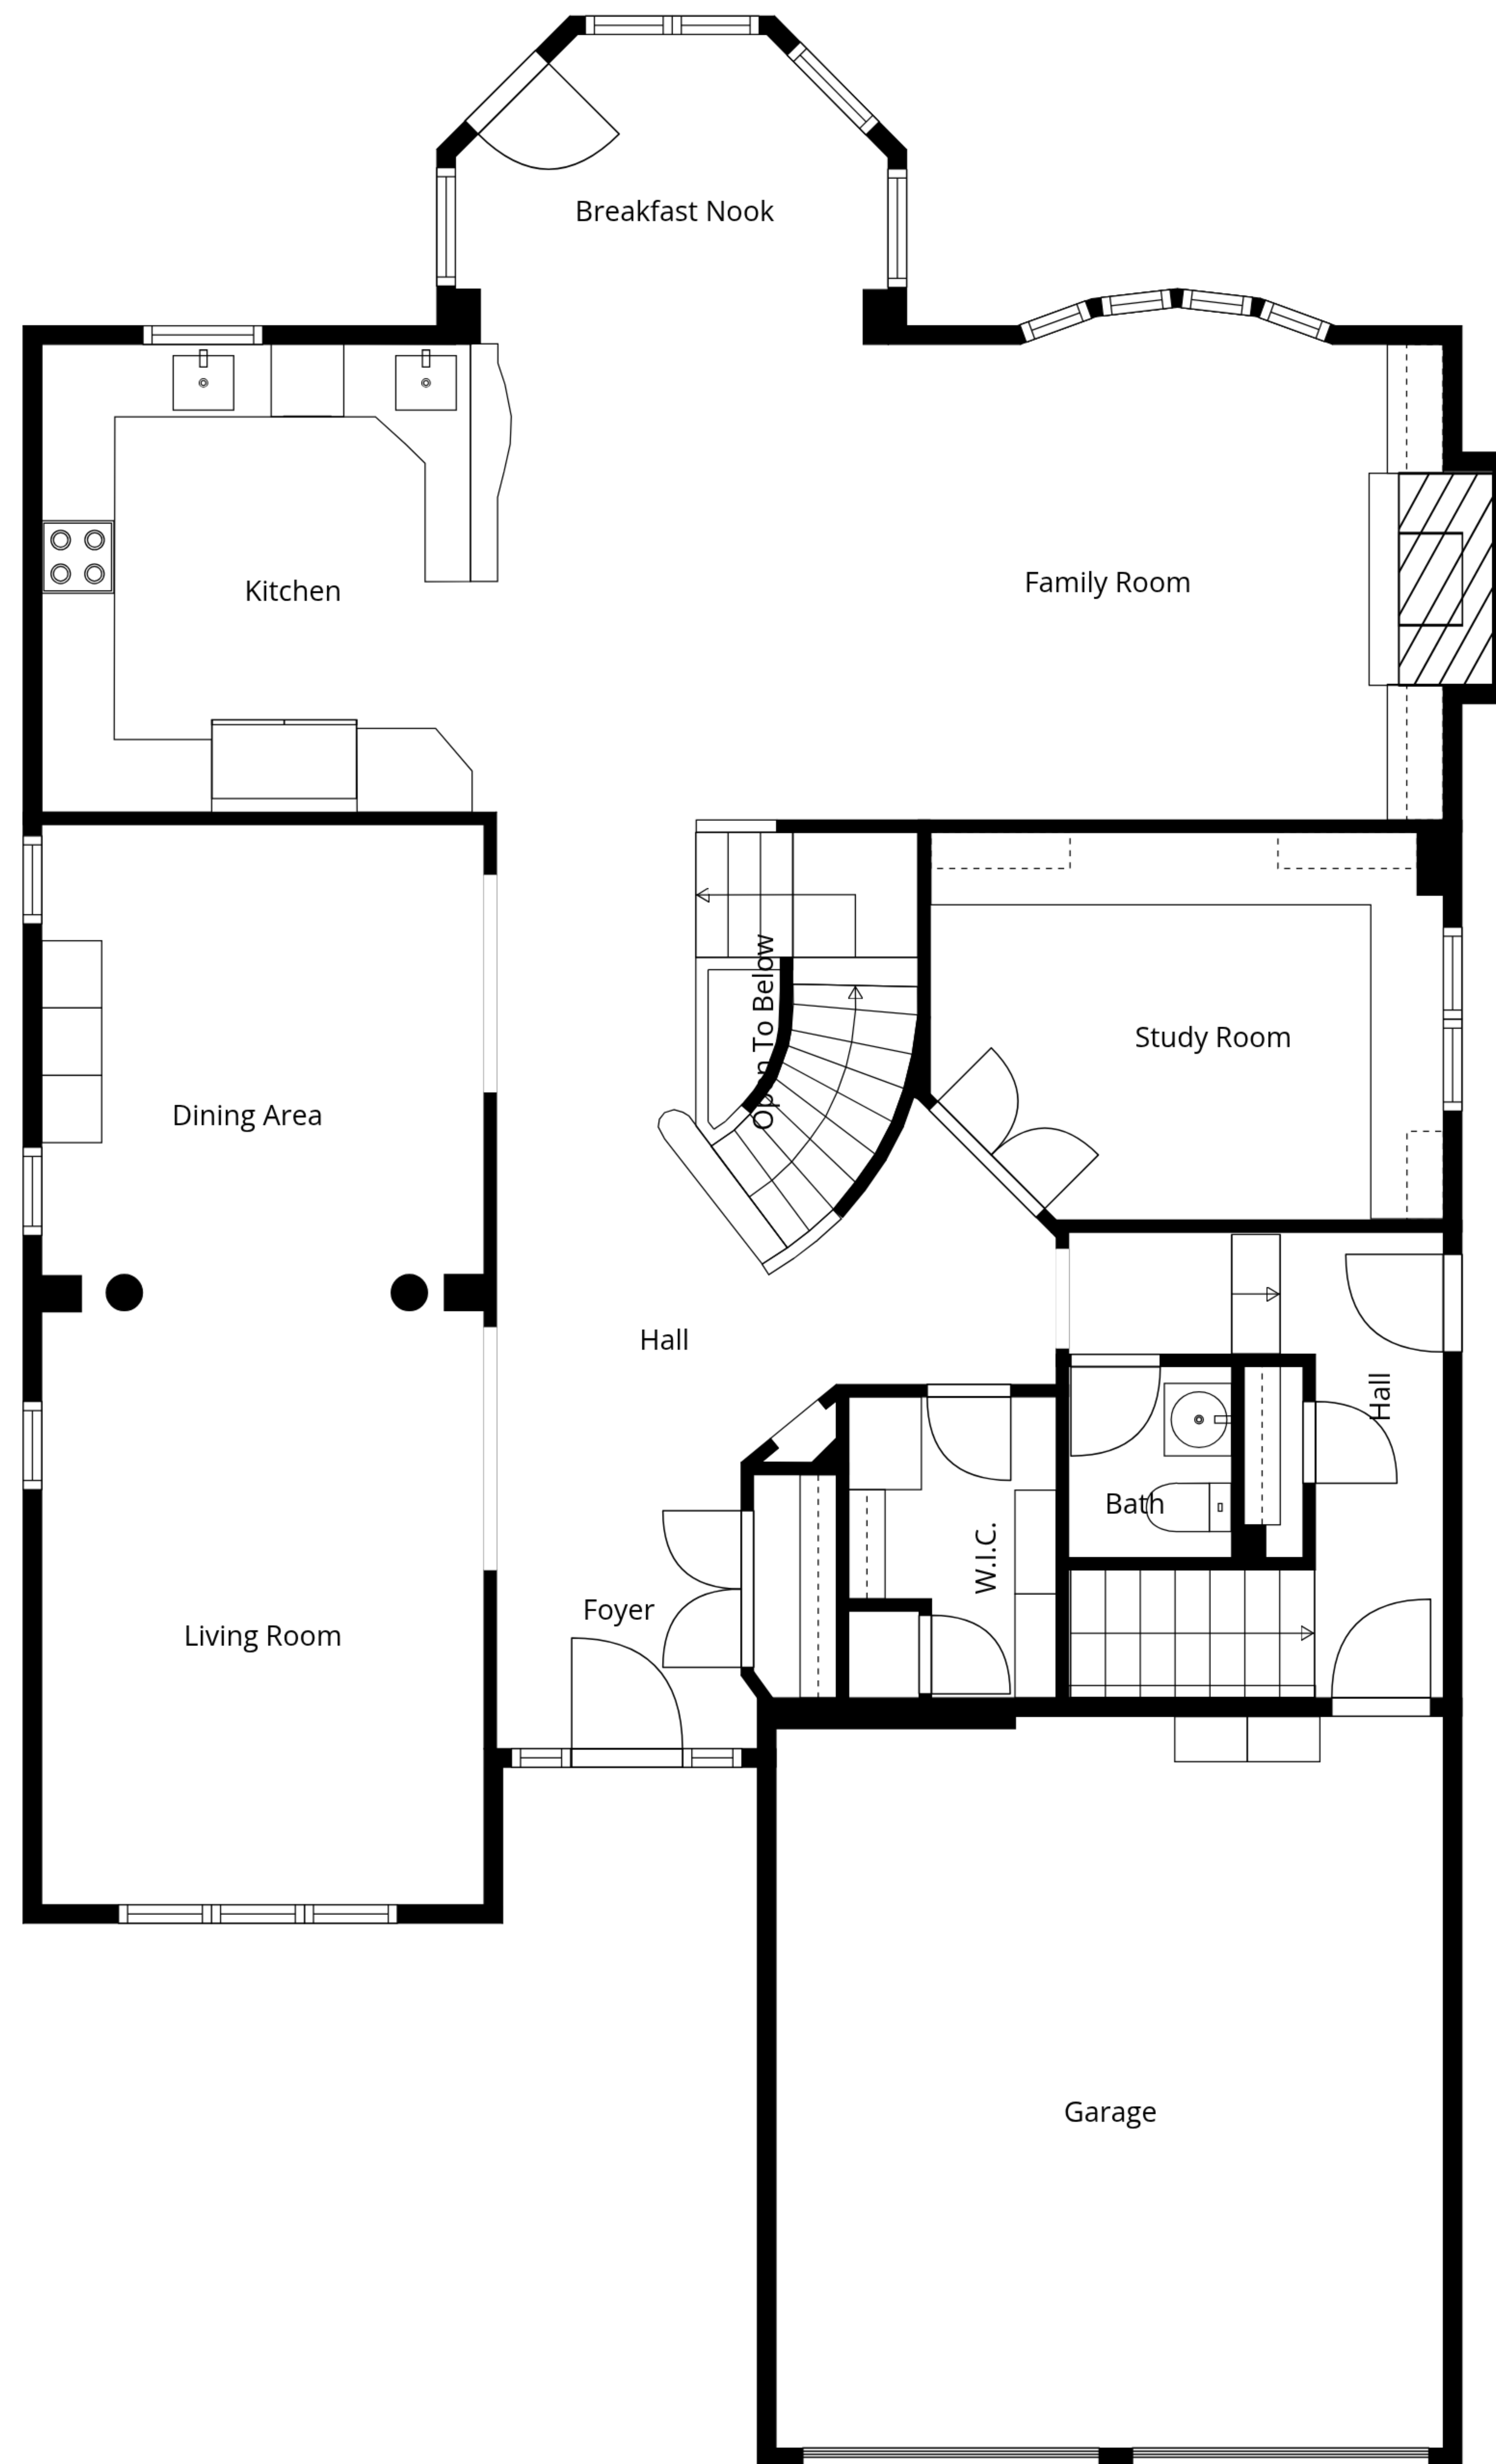 Breakfast Nook
Kitchen
Family Room
Open To Below
Study Room
Dining Area
Hall
Hall
Bath
W.I.C.
Foyer
Living Room
Garage